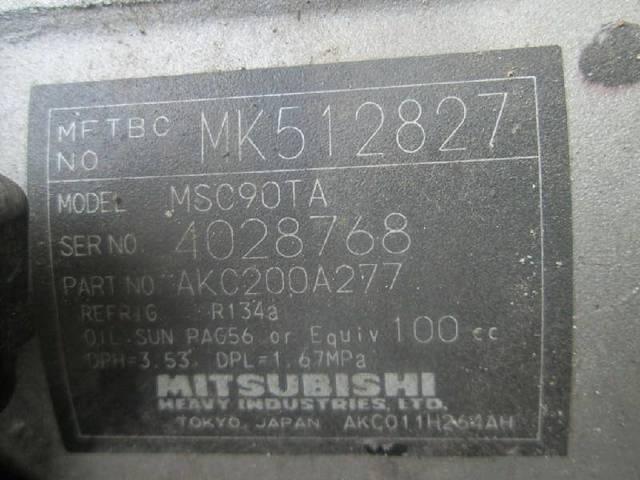 MFTBC NO MK512827
MODEL MSC90TA
SER NO. 4028768
PART NO AKC200A277
REFRIG R134a
OIL SUN PAG56 or Equiv 100 cc
DPH=3.53 DPL=1.67MPa
MITSUBISHI
HEAVY INDUSTRIES, LTD.
TOKYO, JAPAN AKC011H264AH